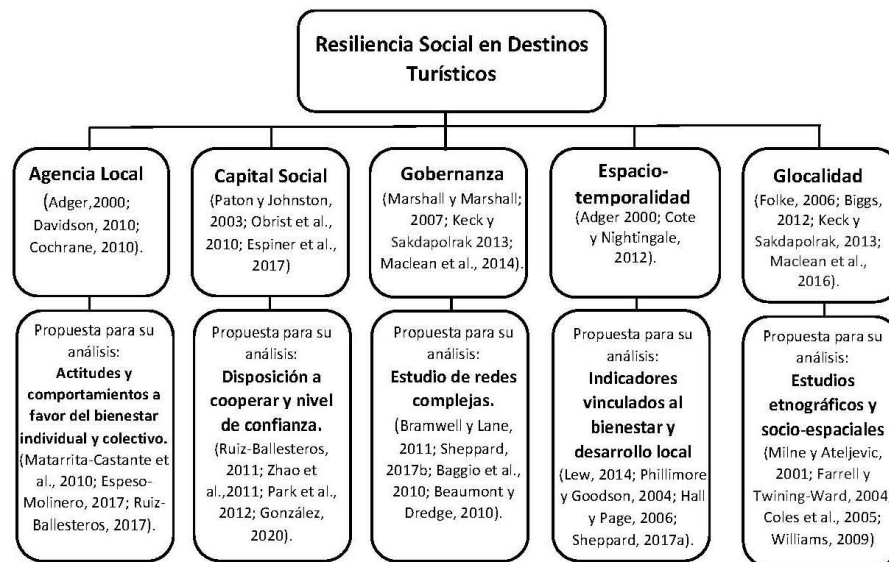 Resiliencia Social en Destinos
Turísticos
Agencia Local
(Adger,2000;
Davidson, 2010;
Cochrane, 2010).
Capital Social
(Paton y Johnston,
2003; Obrist et al.,
2010; Espiner et al.,
2017)
Gobernanza
(Marshall y Marshall;
2007; Keck y
Sakdapolrak 2013;
Maclean et al., 2014).
Espacio-
temporalidad
(Adger 2000; Cote
y Nightingale,
2012).
Glocalidad
(Folke, 2006; Biggs,
2012; Keck y
Sakdapolrak, 2013;
Maclean et al.,
2016).
Propuesta para su
análisis:
Actitudes y
comportamientos a
favor del bienestar
individual y colectivo.
(Matarrita-Castante et
al., 2010; Espeso-
Molinero, 2017; Ruiz-
Ballesteros, 2017).
Propuesta para su
análisis:
Disposición a
cooperar y nivel
de confianza.
(Ruiz-Ballesteros,
2011; Zhao et
al.,2011; Park et al.,
2012; González,
2020).
Propuesta para su
análisis:
Estudio de redes
complejas.
(Bramwell y Lane,
2011; Sheppard,
2017b; Baggio et al.,
2010; Beaumont y
Dredge, 2010).
Propuesta para su
análisis:
Indicadores
vinculados al
bienestar y
desarrollo local
(Lew, 2014; Phillimore
y Goodson, 2004; Hall
y Page, 2006;
Sheppard, 2017a).
Propuesta para su
análisis:
Estudios
etnográficos y
socio-espaciales
(Milne y Ateljevic,
2001; Farrell y
Twining-Ward, 2004;
Coles et al., 2005;
Williams, 2009)